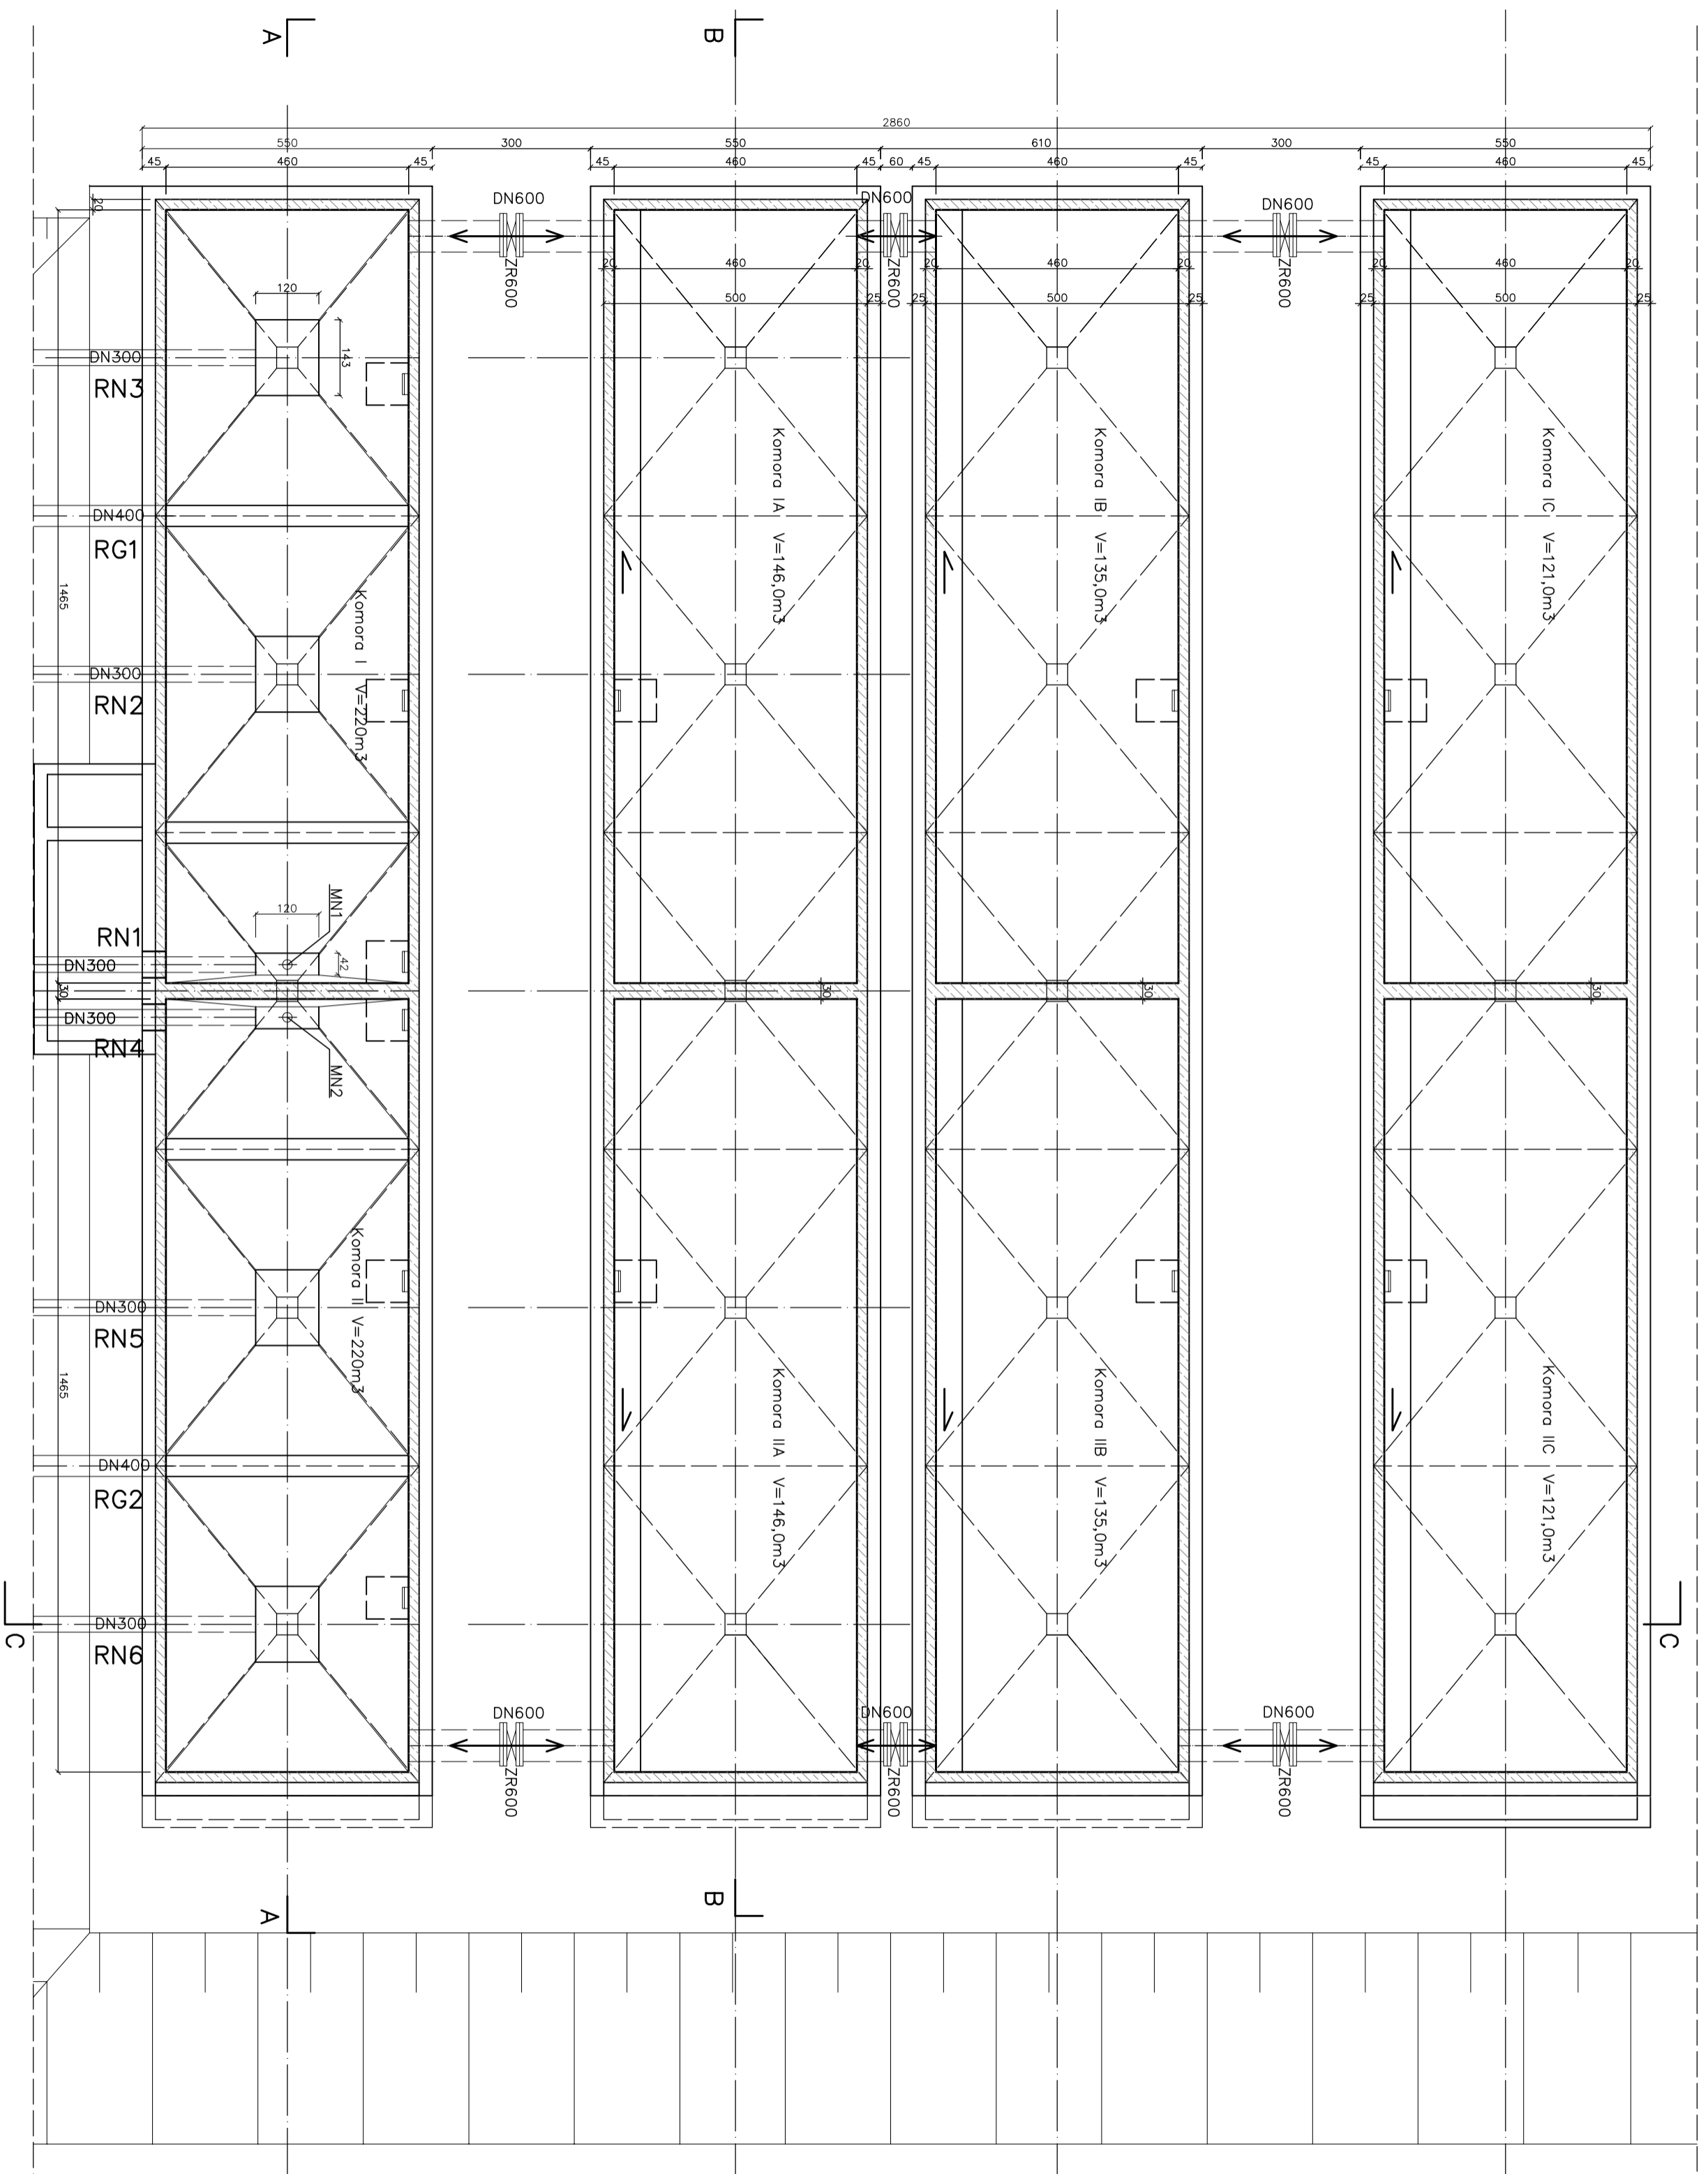 A
B
2860
550
300
550
610
300
550
45
460
45
45
460
45
60
45
460
45
45
460
45
20
DN600
DN600
DN600
ZR600
ZR600
ZR600
20
460
20
20
460
20
20
460
20
500
25
25
500
25
25
500
25
120
143
DN300
RN3
DN400
RG1
Komora I V=220m3
Komora IA V=146,0m3
Komora IB V=135,0m3
Komora IC V=121,0m3
1465
DN300
RN2
MN1
120
42
RN1
DN300
30
30
30
30
DN300
RN4
MN2
Komora II V=220m3
Komora IIA V=146,0m3
Komora IIB V=135,0m3
Komora IIC V=121,0m3
DN300
RN5
1465
DN400
RG2
DN300
RN6
C
C
DN600
DN600
DN600
ZR600
ZR600
ZR600
A
B